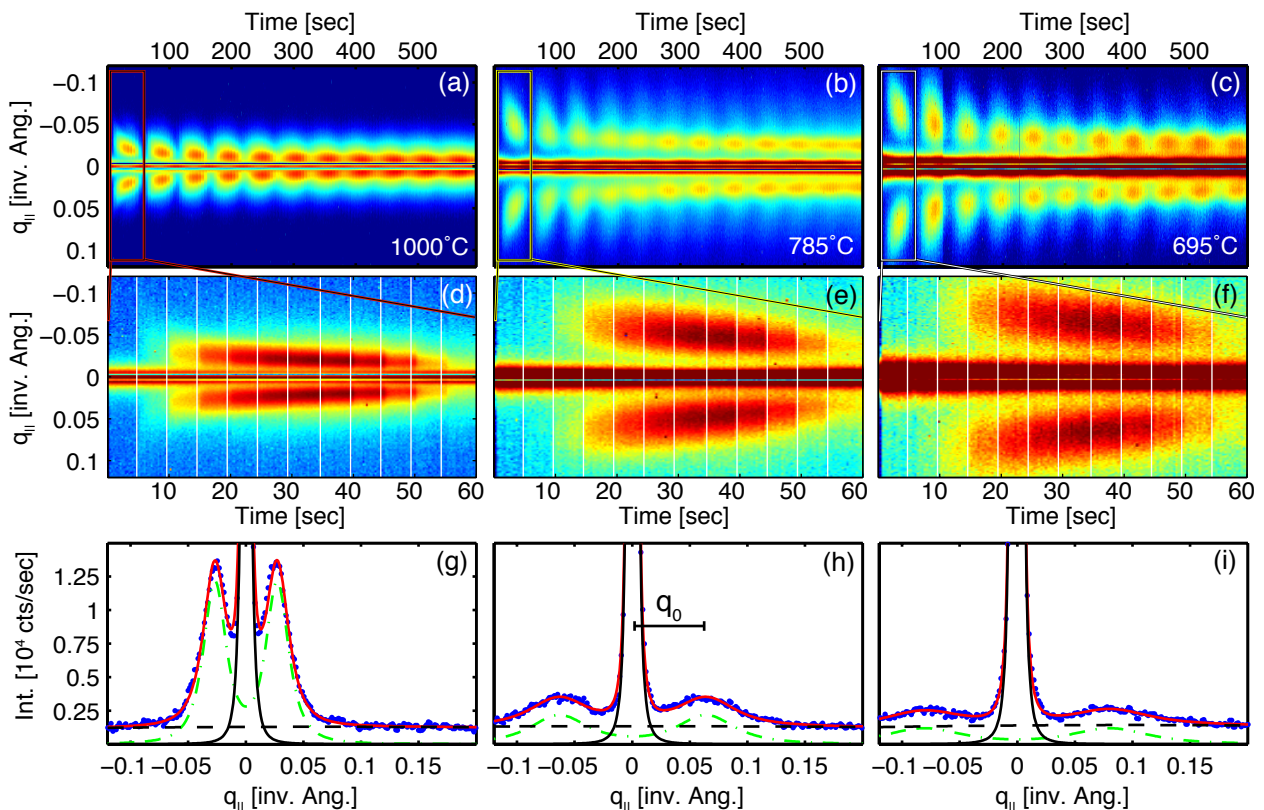 Time [sec] Time [sec] Time [sec]
100 200 300 400 500 100 200 300 400 500 100 200 300 400 500
(a) (b) (c)
−0.1
−0.05
0
0.05
0.1
q|| [inv. Ang.]
1000°C 785°C 695°C
(d) (e) (f)
−0.1
−0.05
0
0.05
0.1
q|| [inv. Ang.]
10 20 30 40 50 60 10 20 30 40 50 60 10 20 30 40 50 60
Time [sec] Time [sec] Time [sec]
(g) (h) (i)
1.25
1
0.75
0.5
0.25
Int. [10⁴ cts/sec]
q₀
−0.1 −0.05 0 0.05 0.1 0.15 −0.1 −0.05 0 0.05 0.1 0.15 −0.1 −0.05 0 0.05 0.1 0.15
q|| [inv. Ang.] q|| [inv. Ang.] q|| [inv. Ang.]